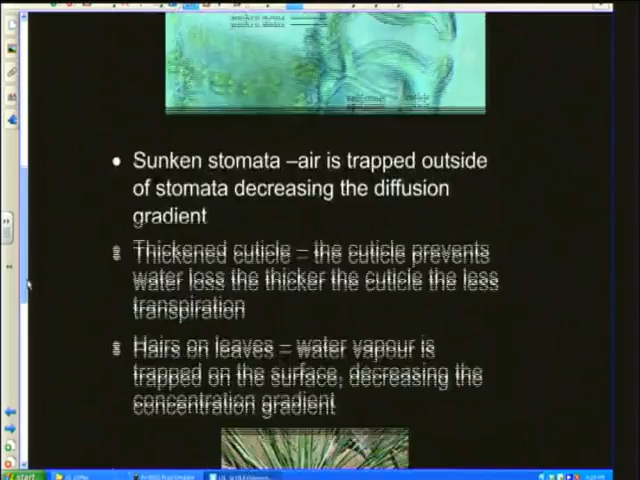 • Sunken stomata –air is trapped outside
of stomata decreasing the diffusion
gradient
• Thickened cuticle – the cuticle prevents
water loss the thicker the cuticle the less
transpiration
• Hairs on leaves – water vapour is
trapped on the surface, decreasing the
concentration gradient
start